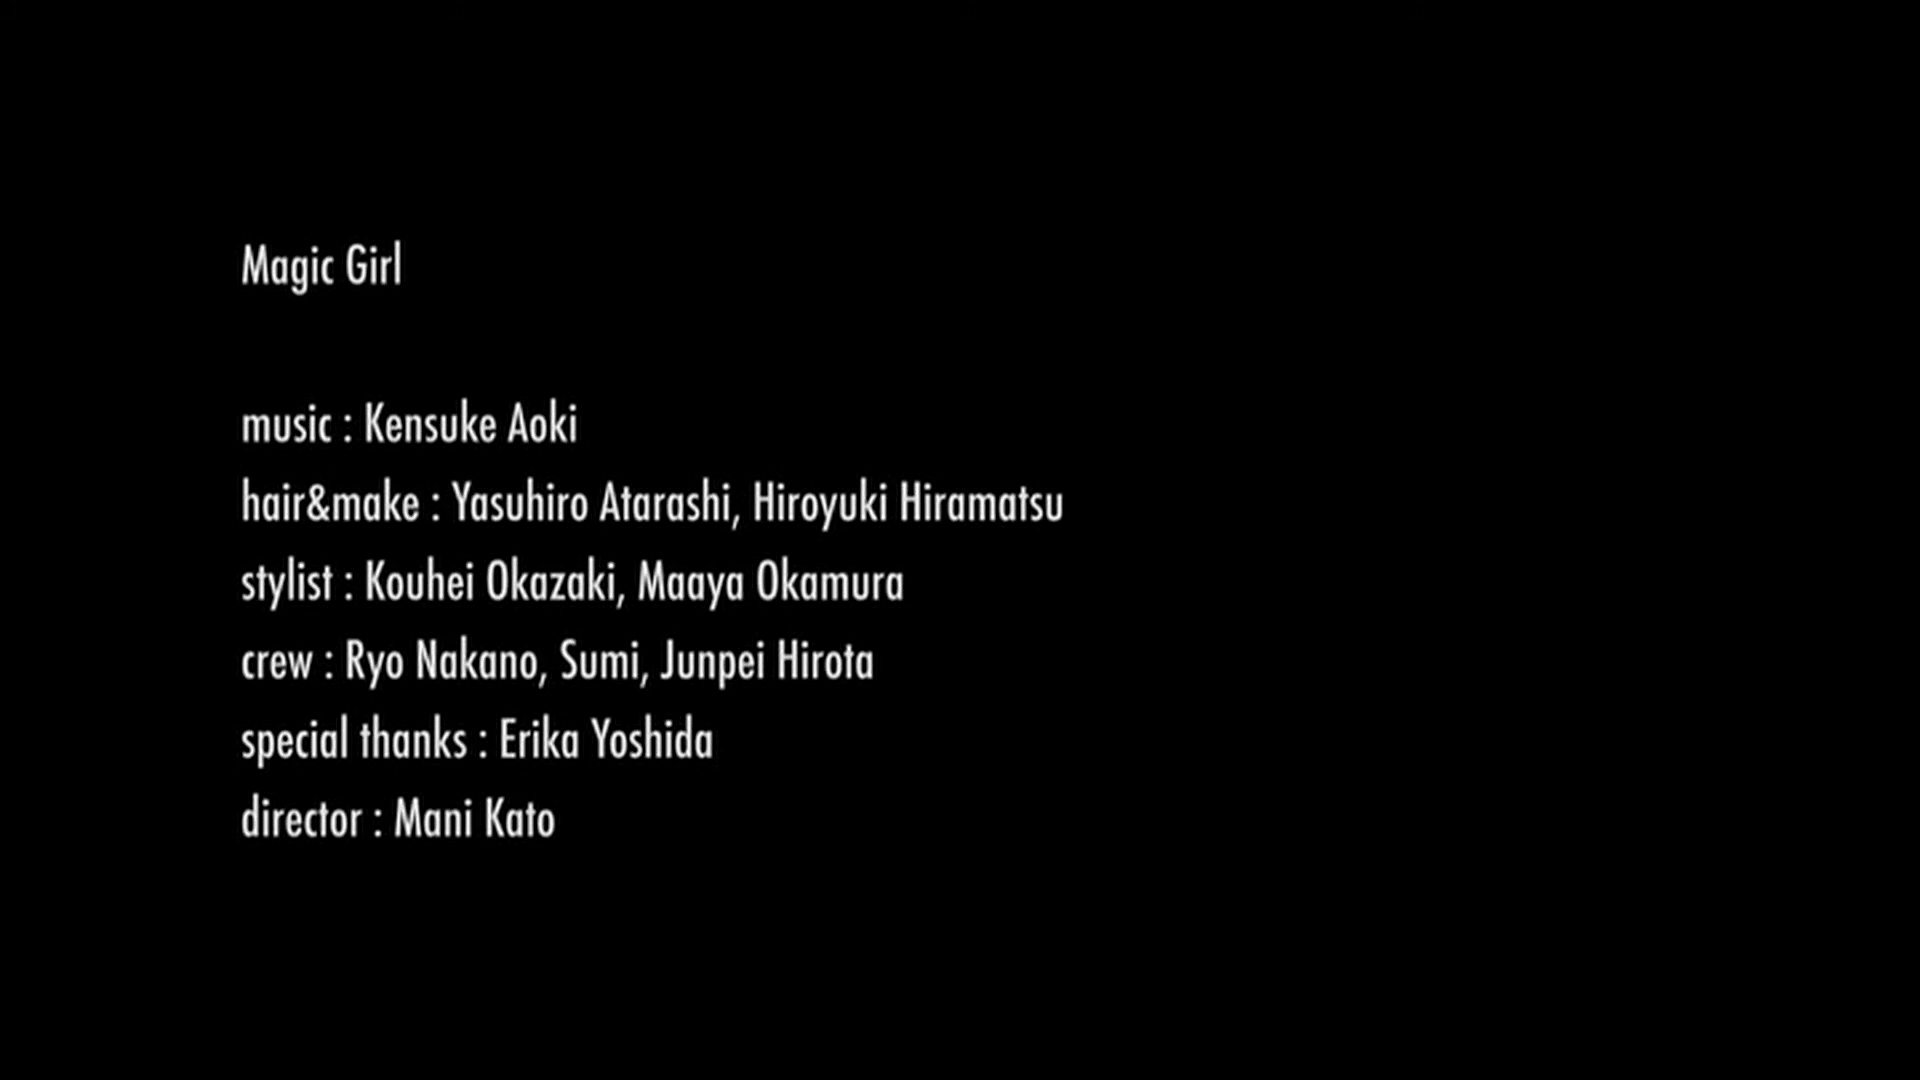 Magic Girl
music : Kensuke Aoki
hair&make : Yasuhiro Atarashi, Hiroyuki Hiramatsu
stylist : Kouhei Okazaki, Maaya Okamura
crew : Ryo Nakano, Sumi, Junpei Hirota
special thanks : Erika Yoshida
director : Mani Kato